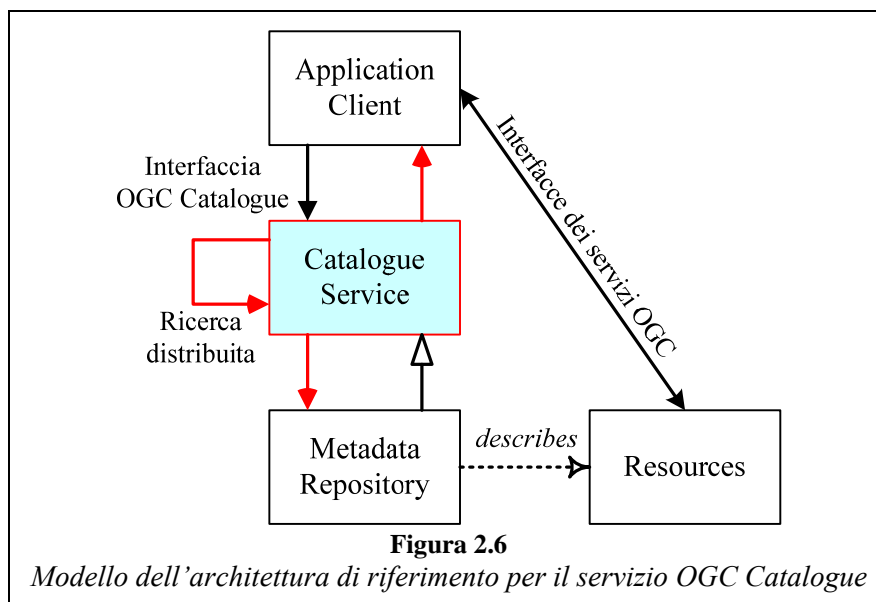 Application
Client
Interfaccia
OGC Catalogue
Interfacce dei servizi OGC
Catalogue
Service
Ricerca
distribuita
Metadata
Repository
describes
Resources
Figura 2.6
Modello dell’architettura di riferimento per il servizio OGC Catalogue